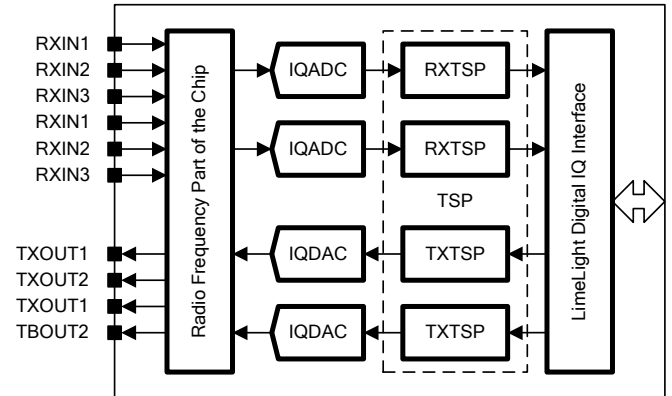 RXIN1
RXIN2
RXIN3
RXIN1
RXIN2
RXIN3
TXOUT1
TXOUT2
TXOUT1
TBOUT2
Radio Frequency Part of the Chip
IQADC
RXTSP
IQADC
RXTSP
TSP
IQDAC
TXTSP
IQDAC
TXTSP
LimeLight Digital IQ Interface